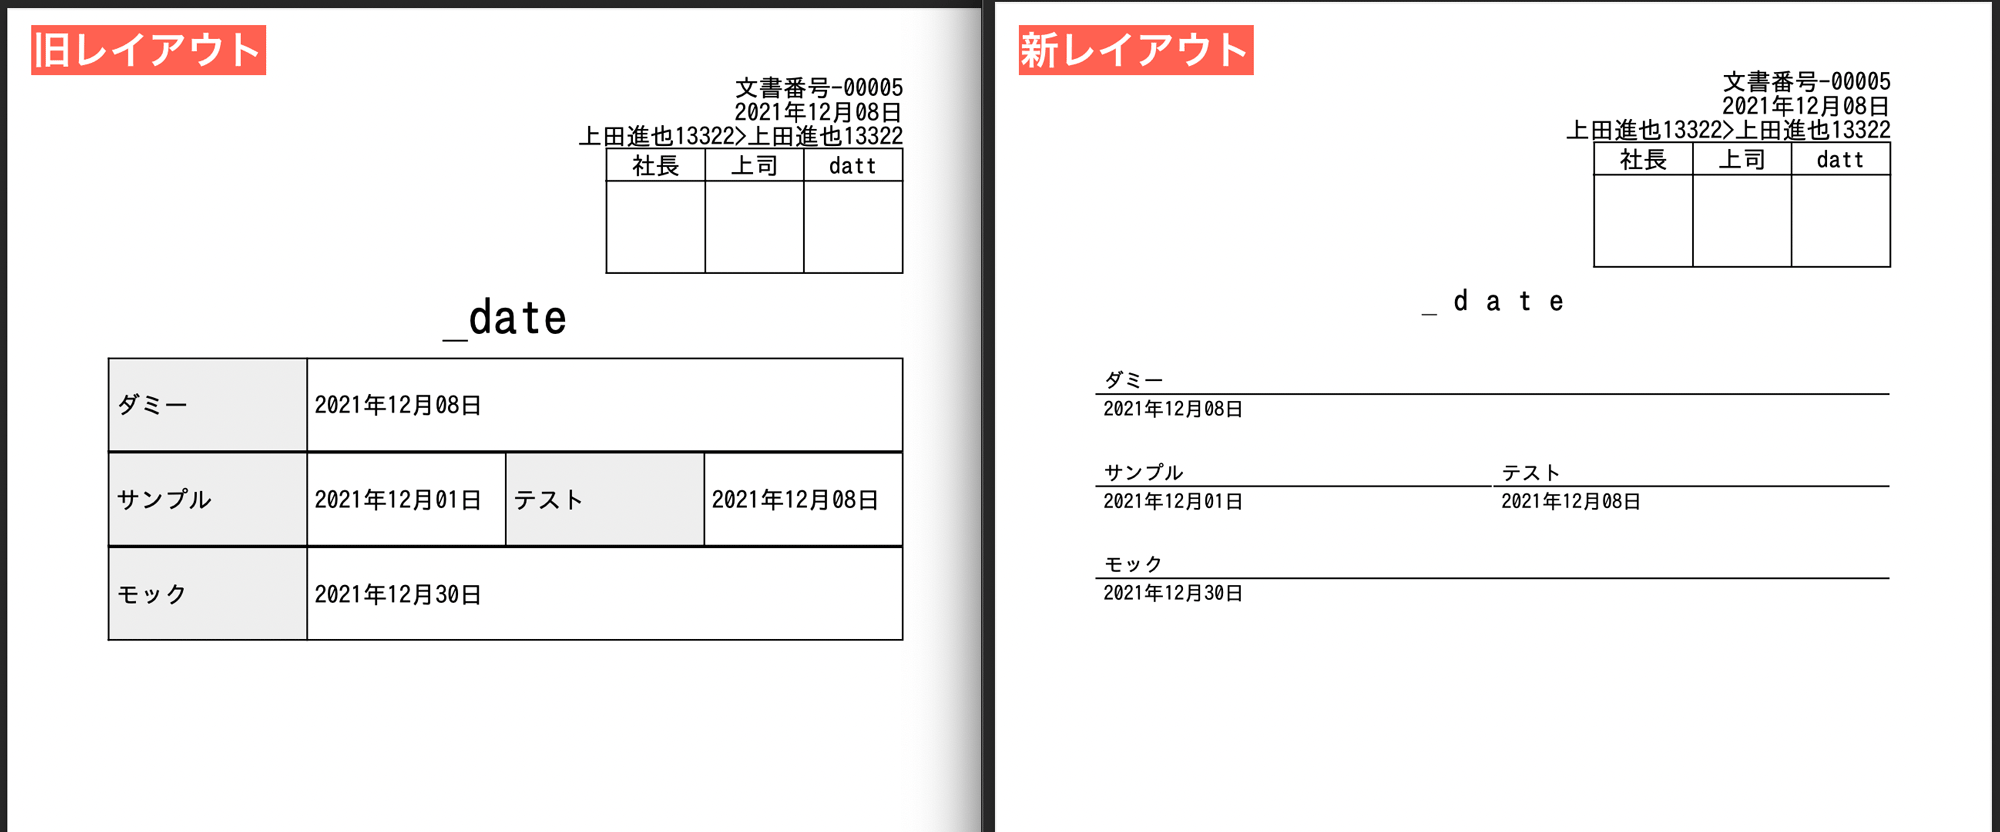 旧レイアウト
文書番号-00005
2021年12月08日
上田進也13322>上田進也13322
社長 上司 datt
_date
ダミー 2021年12月08日
サンプル 2021年12月01日 テスト 2021年12月08日
モック 2021年12月30日
新レイアウト
文書番号-00005
2021年12月08日
上田進也13322>上田進也13322
社長 上司 datt
_ d a t e
ダミー
2021年12月08日
サンプル テスト
2021年12月01日 2021年12月08日
モック
2021年12月30日